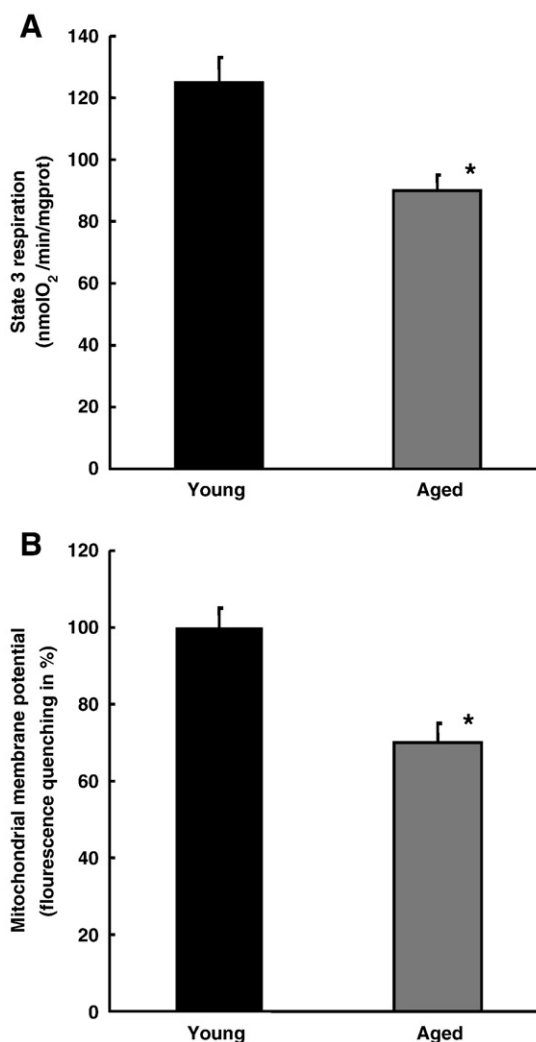 A
State 3 respiration
(nmolO₂ /min/mgprot)
140
120
100
80
60
40
20
0
*
Young Aged
B
Mitochondrial membrane potential
(flourescence quenching in %)
120
100
80
60
40
20
0
*
Young Aged